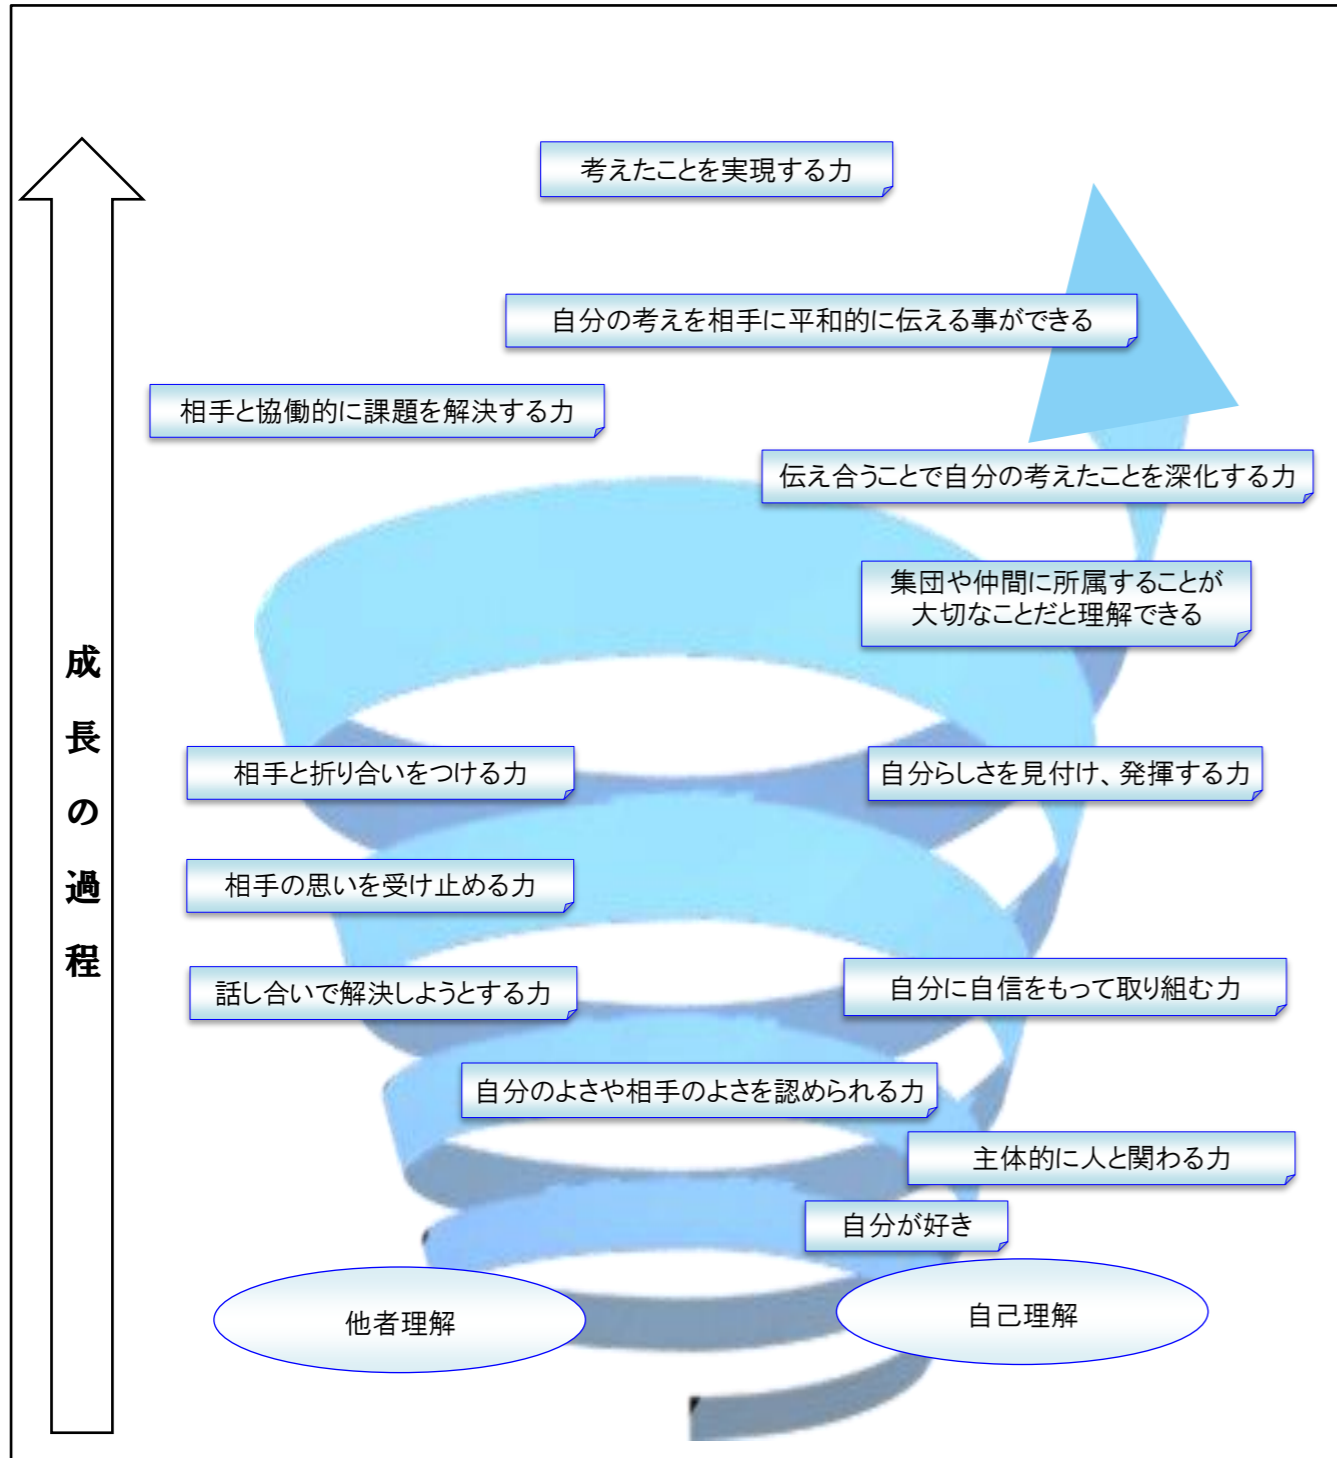 考えたことを実現する力
自分の考えを相手に平和的に伝える事ができる
相手と協働的に課題を解決する力
伝え合うことで自分の考えたことを深化する力
集団や仲間に所属することが
大切なことだと理解できる
成長の過程
相手と折り合いをつける力
自分らしさを見付け、発揮する力
相手の思いを受け止める力
話し合いで解決しようとする力
自分に自信をもって取り組む力
自分のよさや相手のよさを認められる力
主体的に人と関わる力
自分が好き
他者理解
自己理解